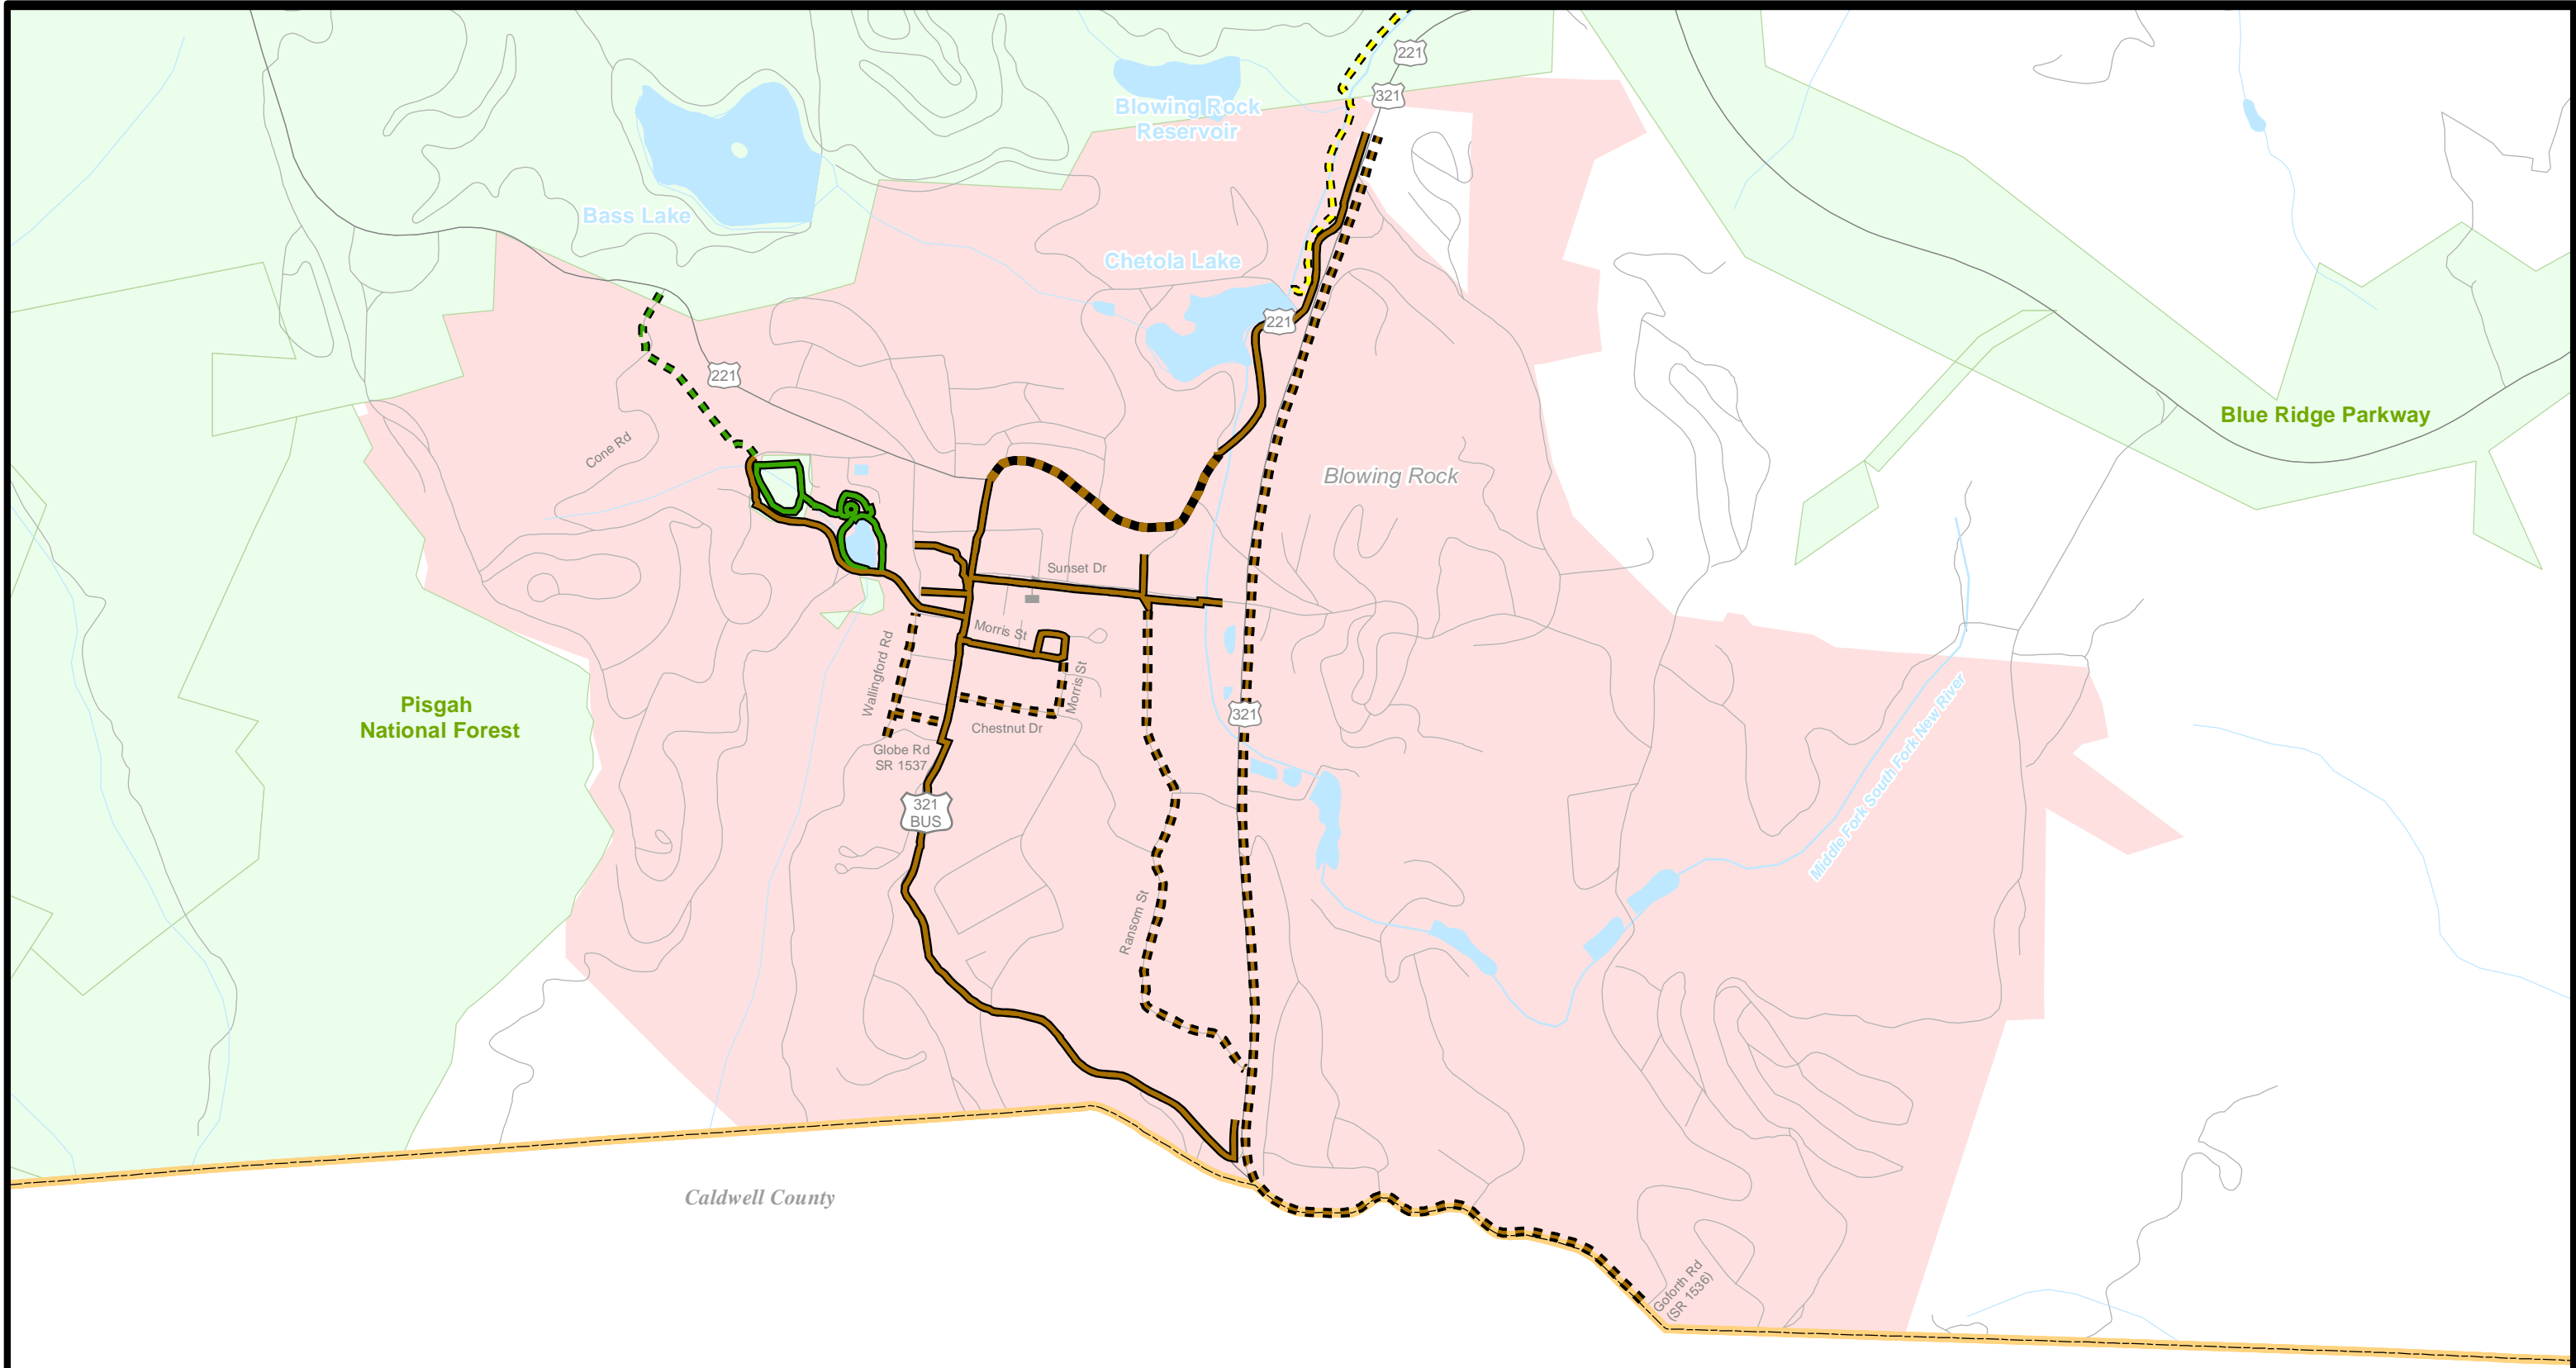 221
321
Blowing Rock
Reservoir
Bass Lake
Chetola Lake
221
221
Blue Ridge Parkway
Cone Rd
Blowing Rock
Sunset Dr
Morris St
Wallingford Rd
Morris St
Pisgah
National Forest
321
Chestnut Dr
Globe Rd
SR 1537
321
BUS
Middle Fork South Fork New River
Ransom St
Caldwell County
Goforth Rd
(SR 1536)